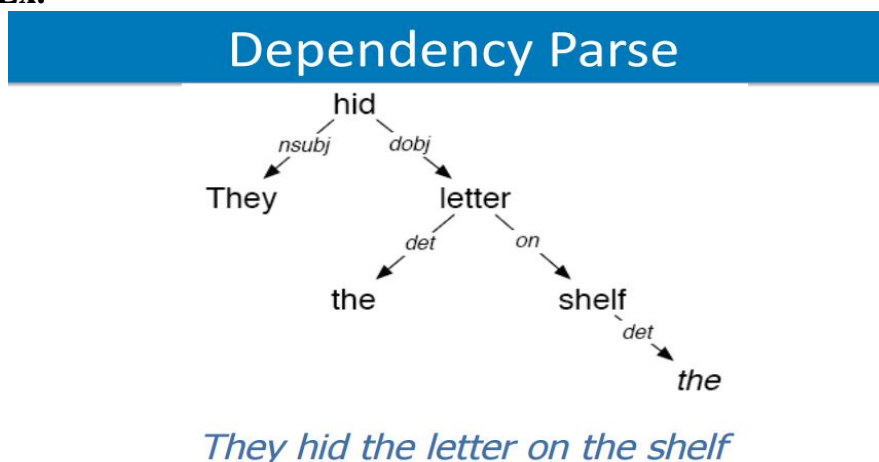 Ex:
Dependency Parse
hid
nsubj dobj
They letter
det on
the shelf
det
the
They hid the letter on the shelf